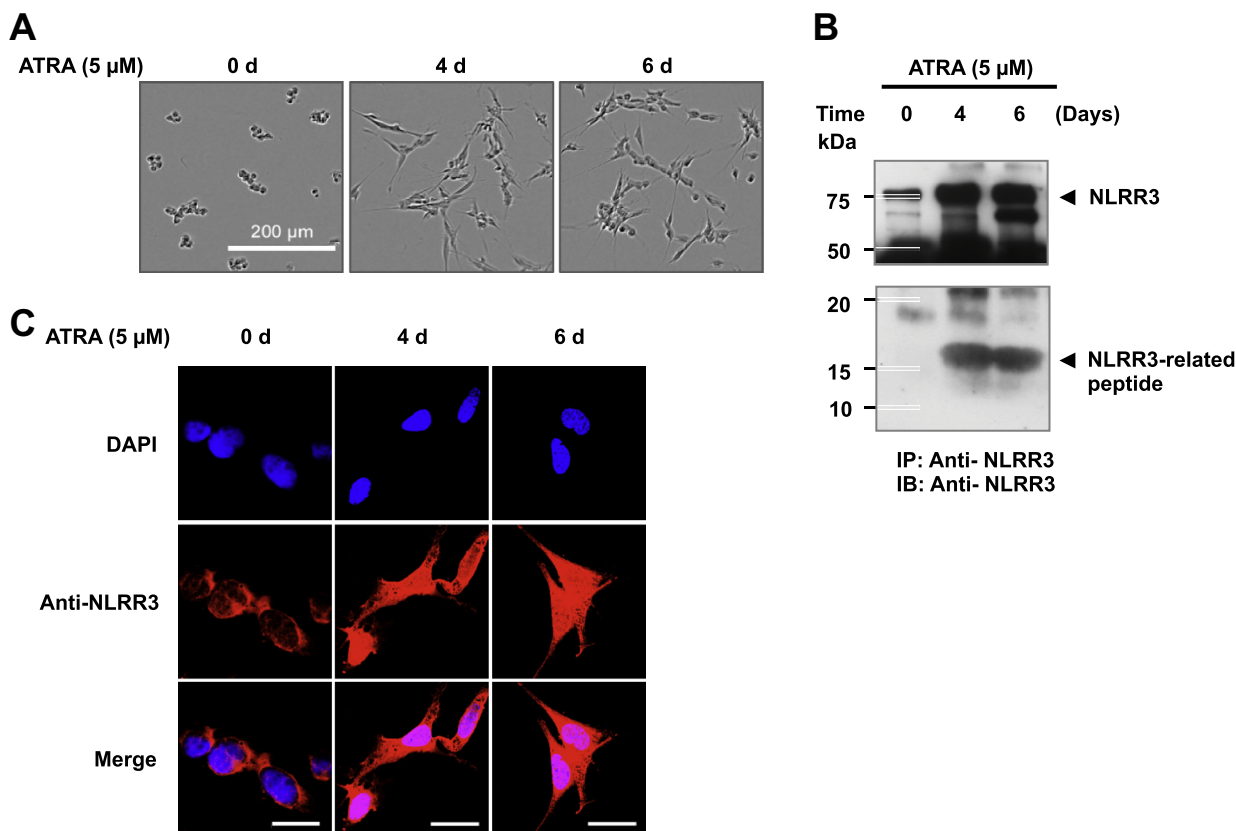 A
ATRA (5 µM) 0 d 4 d 6 d
200 µm
B
ATRA (5 µM)
Time 0 4 6 (Days)
kDa
75
NLRR3
50
20
15
NLRR3-related
peptide
10
IP: Anti- NLRR3
IB: Anti- NLRR3
C
ATRA (5 µM) 0 d 4 d 6 d
DAPI
Anti-NLRR3
Merge